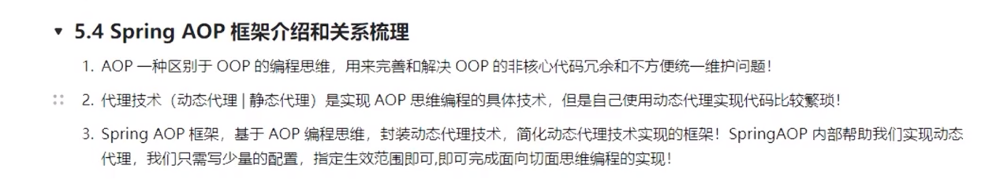 5.4 Spring AOP 框架介绍和关系梳理
1. AOP 一种区别于 OOP 的编程思维，用来完善和解决 OOP 的非核心代码冗余和不方便统一维护问题！
2. 代理技术（动态代理 | 静态代理）是实现 AOP 思维编程的具体技术，但是自己使用动态代理实现代码比较繁琐！
3. Spring AOP 框架，基于 AOP 编程思维，封装动态代理技术，简化动态代理技术实现的框架！SpringAOP 内部帮助我们实现动态
代理，我们只需写少量的配置，指定生效范围即可,即可完成面向切面思维编程的实现！